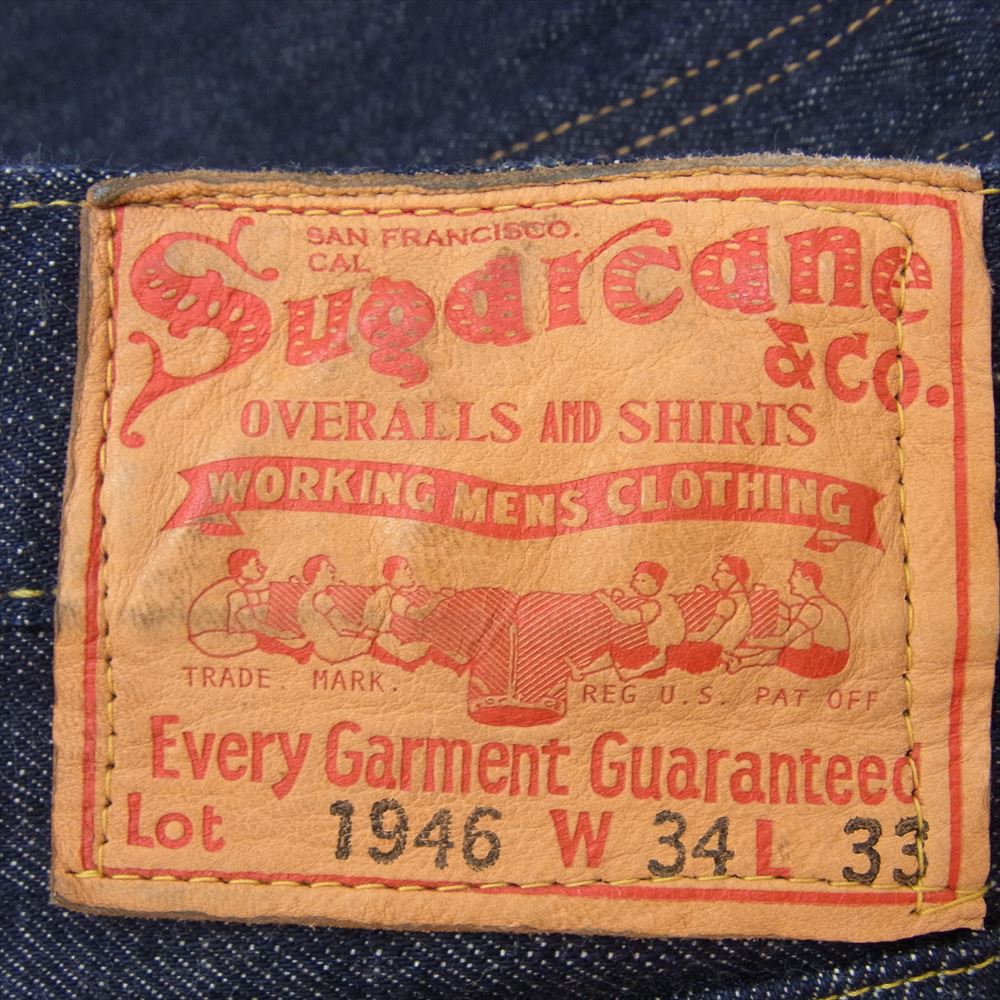 SAN FRANCISCO.
CAL
Sugarcane
& Co.
OVERALLS AND SHIRTS
WORKING MENS CLOTHING
TRADE. MARK. REG U.S. PAT OFF
Every Garment Guaranteed
Lot 1946 W 34 L 33